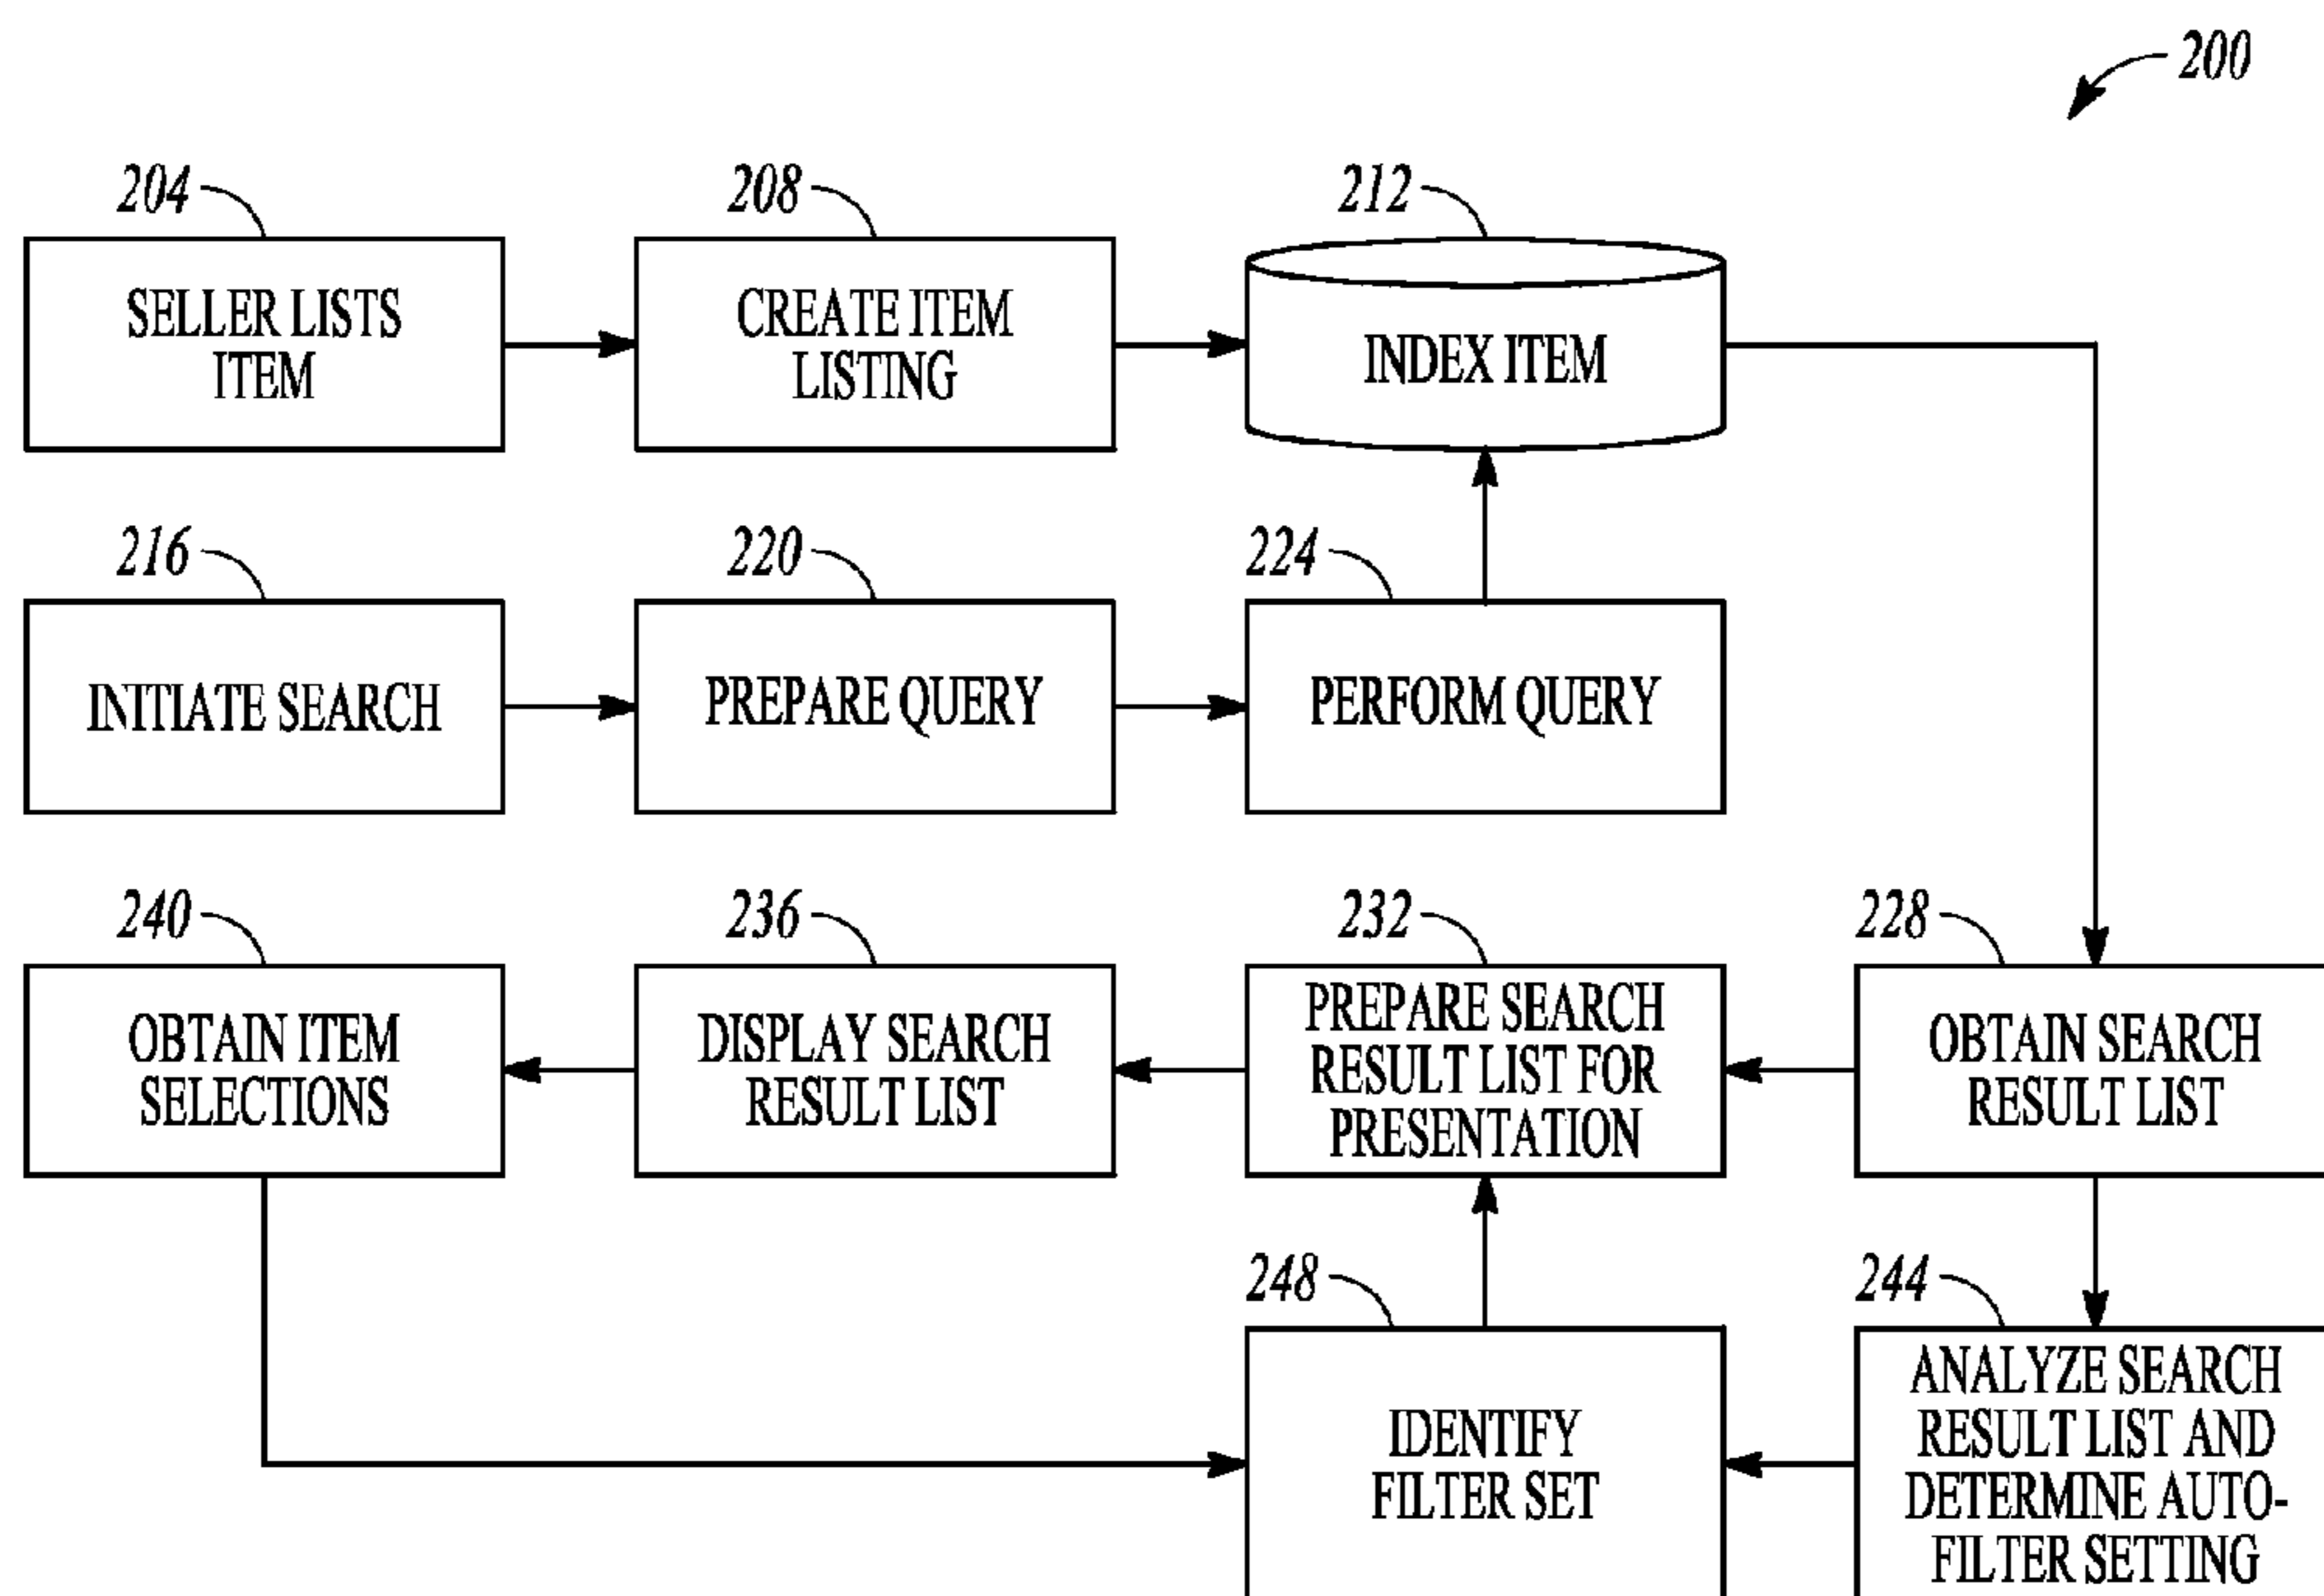 200
204
SELLER LISTS
ITEM
208
CREATE ITEM
LISTING
212
INDEX ITEM
216
INITIATE SEARCH
220
PREPARE QUERY
224
PERFORM QUERY
240
OBTAIN ITEM
SELECTIONS
236
DISPLAY SEARCH
RESULT LIST
232
PREPARE SEARCH
RESULT LIST FOR
PRESENTATION
228
OBTAIN SEARCH
RESULT LIST
248
IDENTIFY
FILTER SET
244
ANALYZE SEARCH
RESULT LIST AND
DETERMINE AUTO-
FILTER SETTING